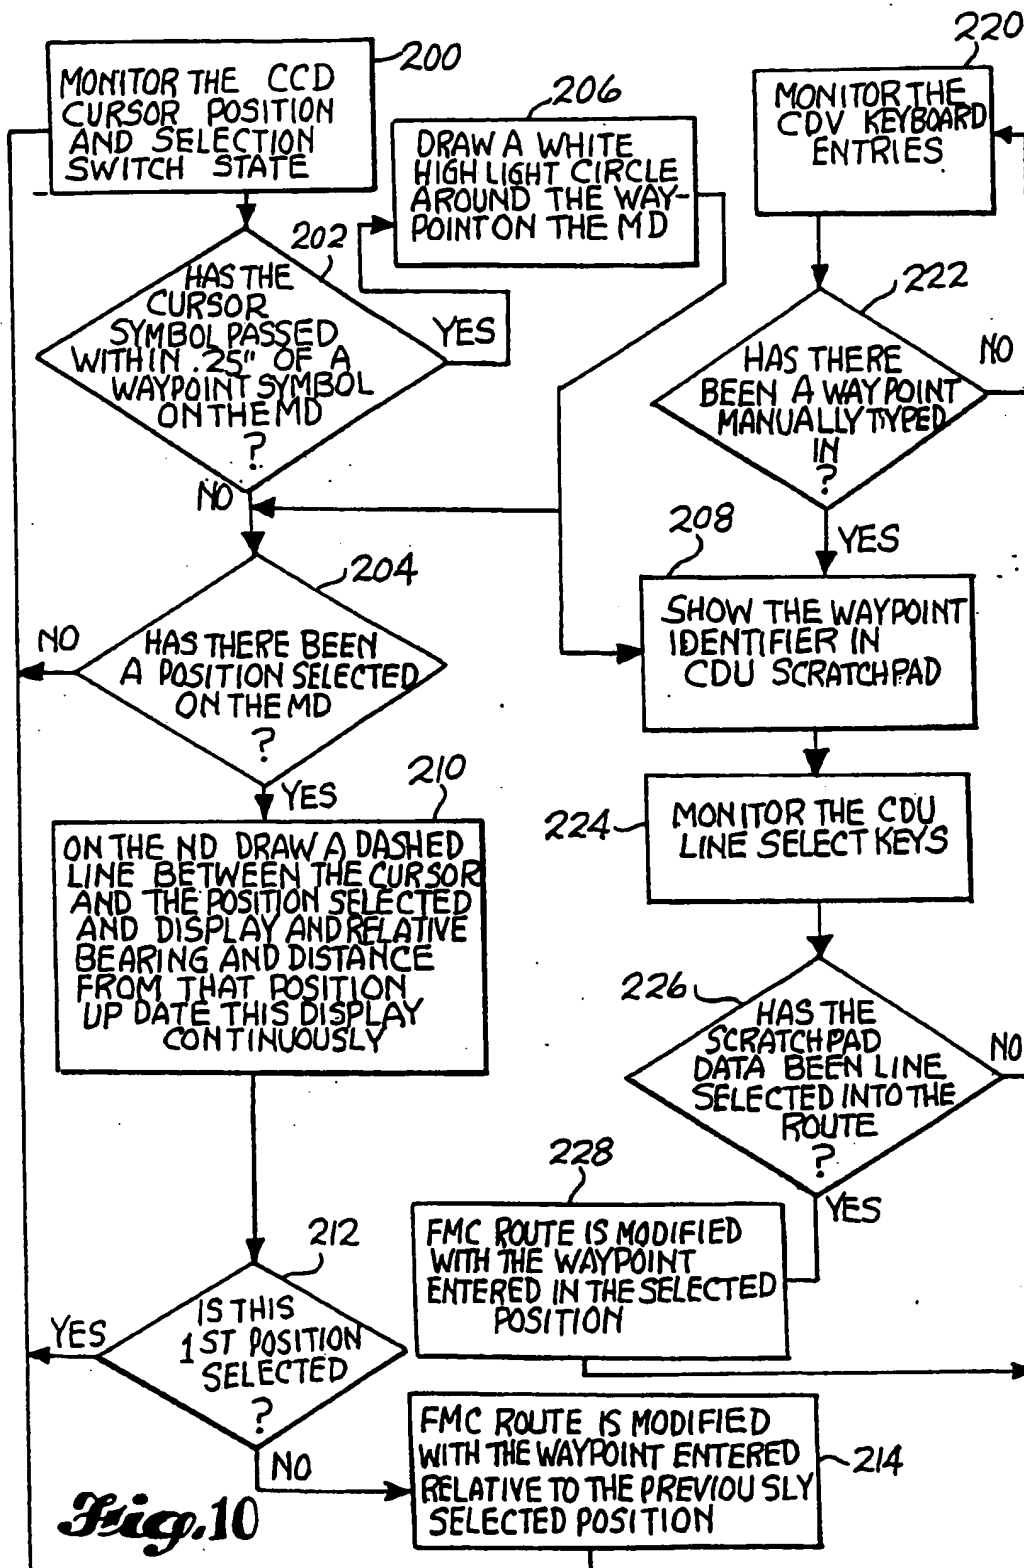 200
MONITOR THE CCD
CURSOR POSITION
AND SELECTION
SWITCH STATE
202
HAS THE
CURSOR
SYMBOL PASSED
WITHIN .25" OF A
WAYPOINT SYMBOL
ON THE MD
?
YES
NO
206
DRAW A WHITE
HIGH LIGHT CIRCLE
AROUND THE WAY-
POINT ON THE MD
204
HAS THERE BEEN
A POSITION SELECTED
ON THE MD
?
NO
YES
210
ON THE ND DRAW A DASHED
LINE BETWEEN THE CURSOR
AND THE POSITION SELECTED
AND DISPLAY AND RELATIVE
BEARING AND DISTANCE
FROM THAT POSITION
UP DATE THIS DISPLAY
CONTINUOUSLY
212
IS THIS
1ST POSITION
SELECTED
?
YES
NO
214
FMC ROUTE IS MODIFIED
WITH THE WAYPOINT ENTERED
RELATIVE TO THE PREVIOUSLY
SELECTED POSITION
220
MONITOR THE
CDV KEYBOARD
ENTRIES
222
HAS THERE
BEEN A WAYPOINT
MANUALLY TYPED
IN
?
NO
YES
208
SHOW THE WAYPOINT
IDENTIFIER IN
CDU SCRATCHPAD
224
MONITOR THE CDU
LINE SELECT KEYS
226
HAS THE
SCRATCHPAD
DATA BEEN LINE
SELECTED INTO THE
ROUTE
?
NO
YES
228
FMC ROUTE IS MODIFIED
WITH THE WAYPOINT
ENTERED IN THE SELECTED
POSITION
Fig.10